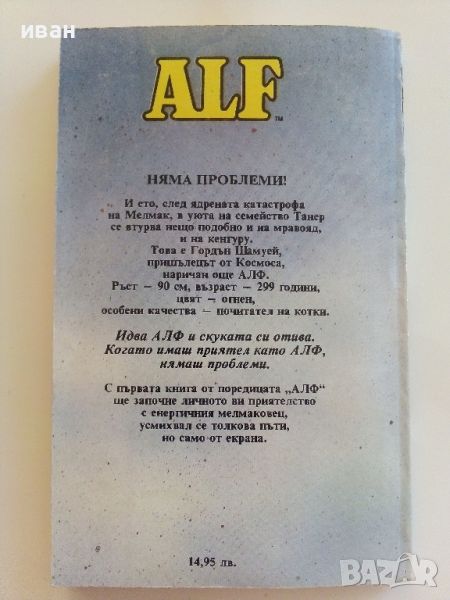 иван
ALF
™
НЯМА ПРОБЛЕМИ!
И ето, след ядрената катастрофа
на Мелмак, в уюта на семейство Танер
се втурва нещо подобно и на мравояд,
и на кенгуру.
Това е Гордън Шамуей,
пришълецът от Космоса,
наричан още АЛФ.
Ръст – 90 см, възраст – 299 години,
цвят – огнен,
особени качества – почитател на котки.
Идва АЛФ и скуката си отива.
Когато имаш приятел като АЛФ,
нямаш проблеми.
С първата книга от поредицата „АЛФ“
ще започне личното ви приятелство
с енергичния мелмаковец,
усмихвал се толкова пъти,
но само от екрана.
14,95 лв.
BAZAR